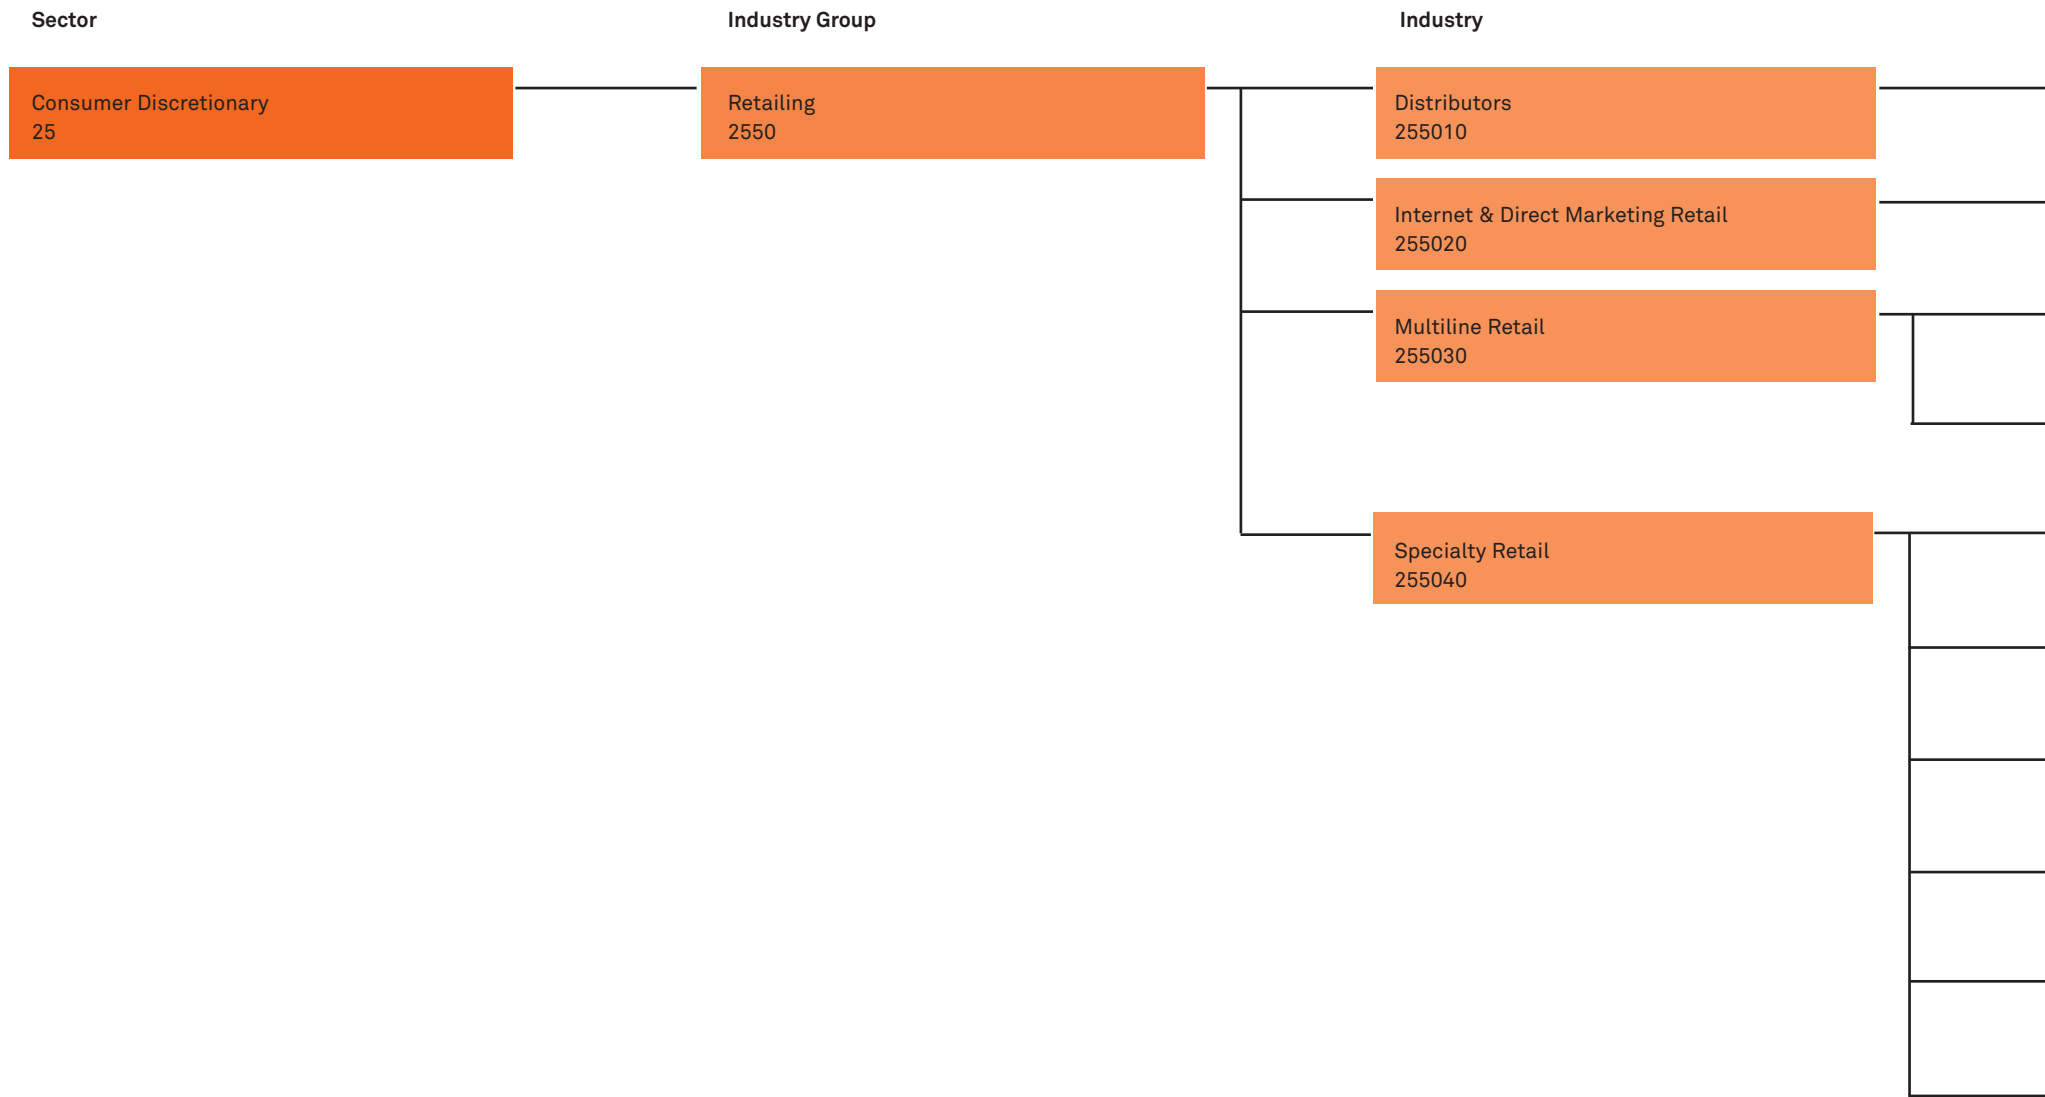 Sector
Industry Group
Industry
Consumer Discretionary
25
Retailing
2550
Distributors
255010
Internet & Direct Marketing Retail
255020
Multiline Retail
255030
Specialty Retail
255040